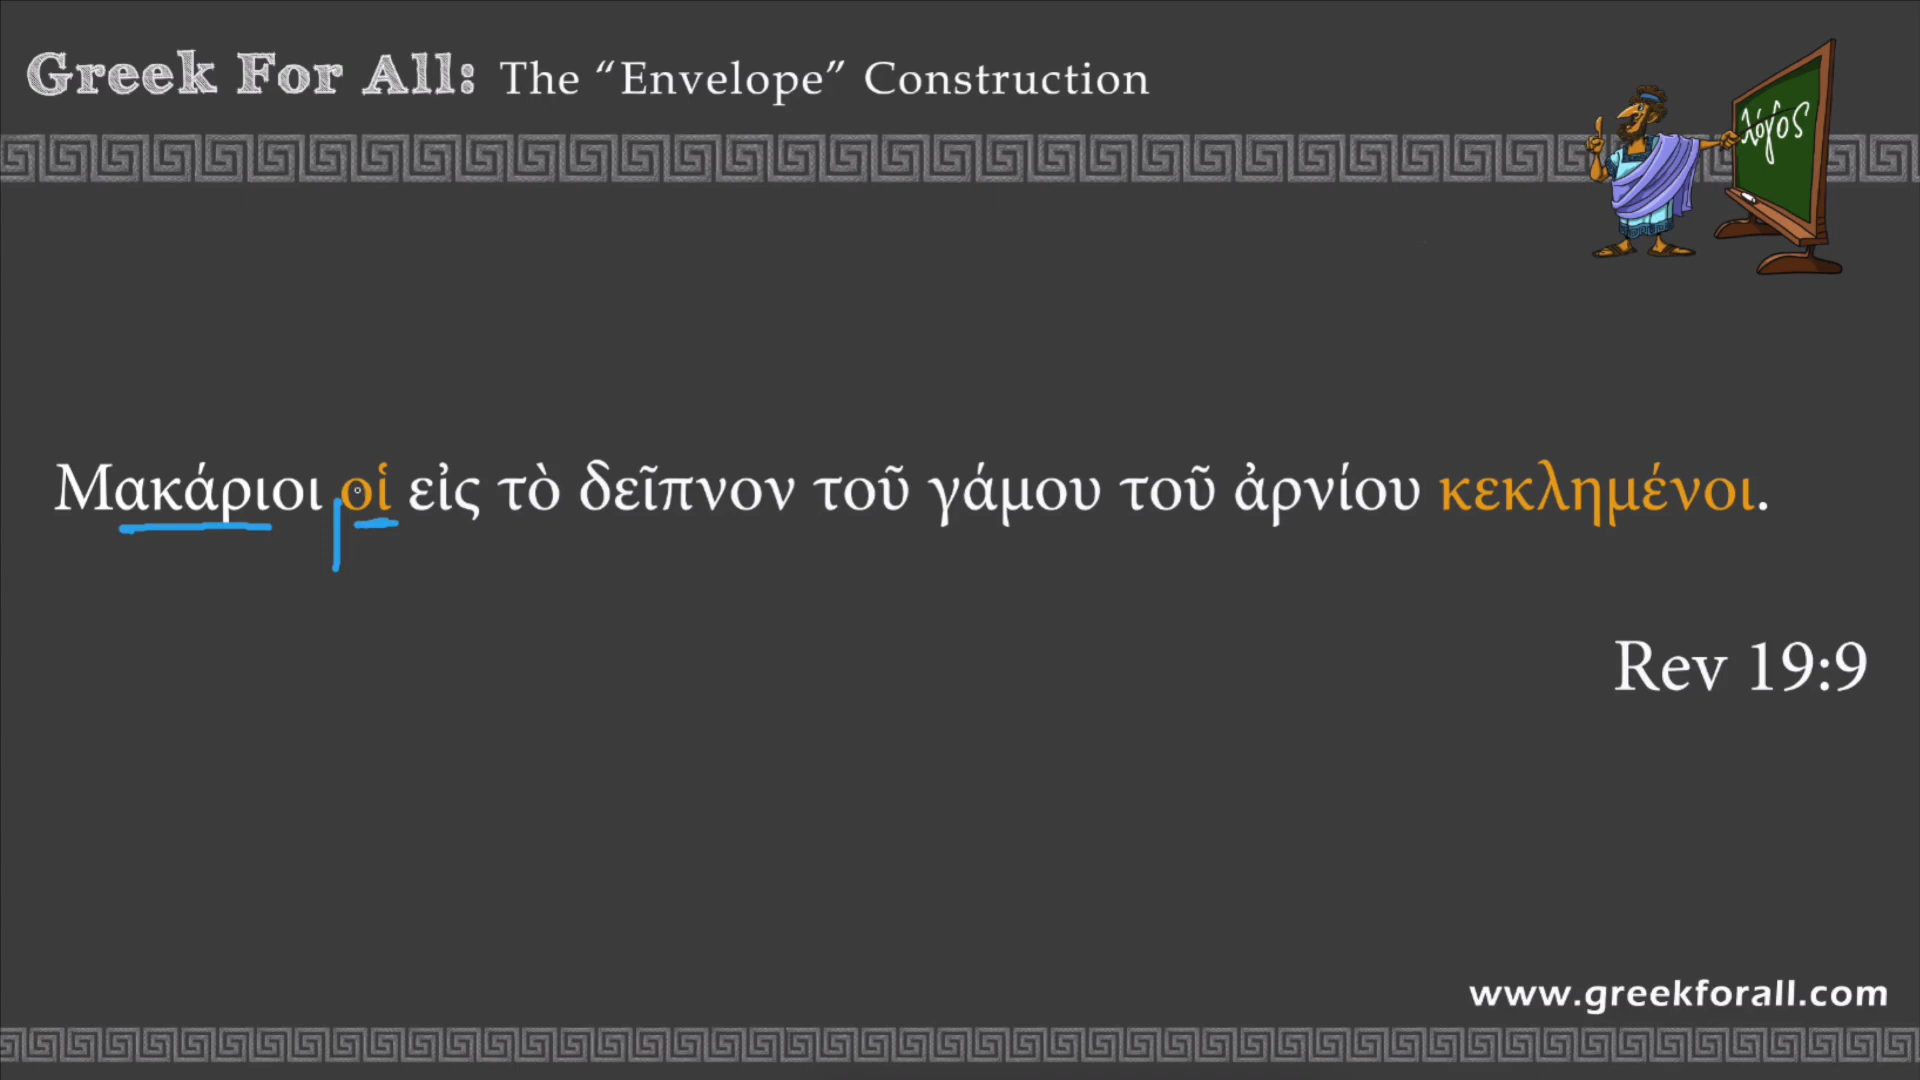 Greek For All: The “Envelope” Construction
λόγος
Μακάριοι οἱ εἰς τὸ δεῖπνον τοῦ γάμου τοῦ ἀρνίου κεκλημένοι.
Rev 19:9
www.greekforall.com